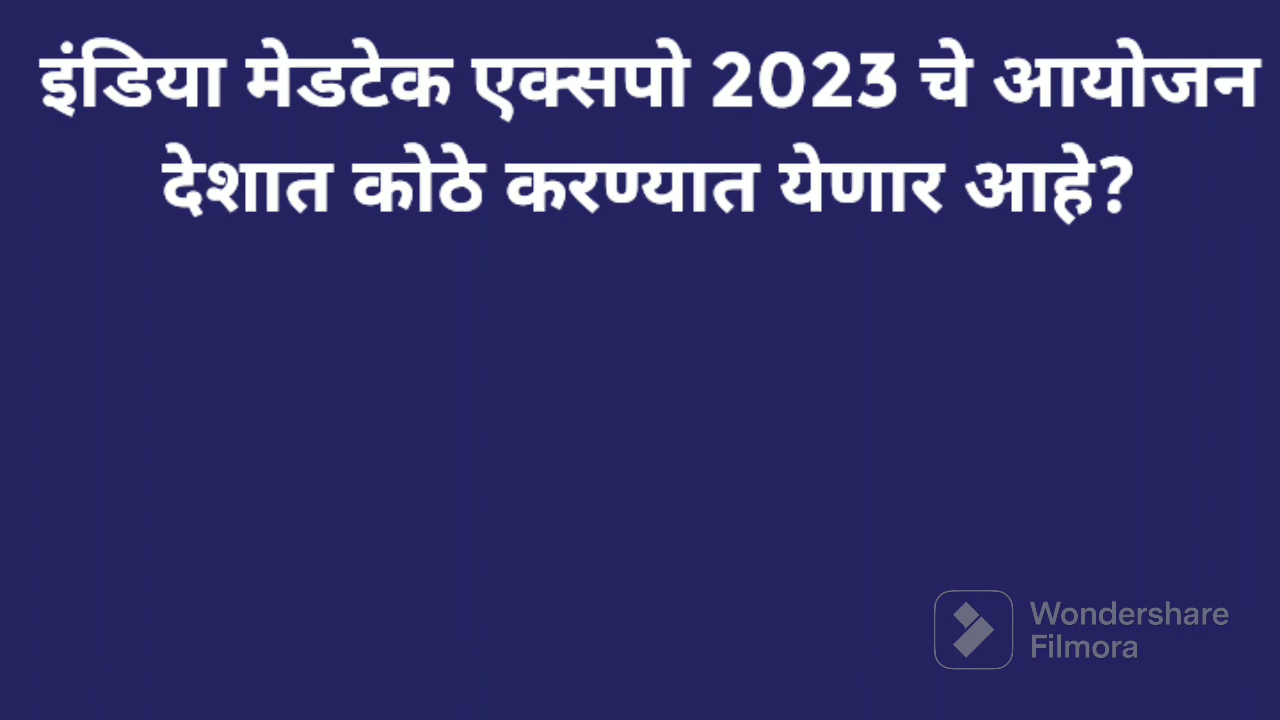 इंडिया मेडटेक एक्सपो 2023 चे आयोजन
देशात कोठे करण्यात येणार आहे?
Wondershare
Filmora